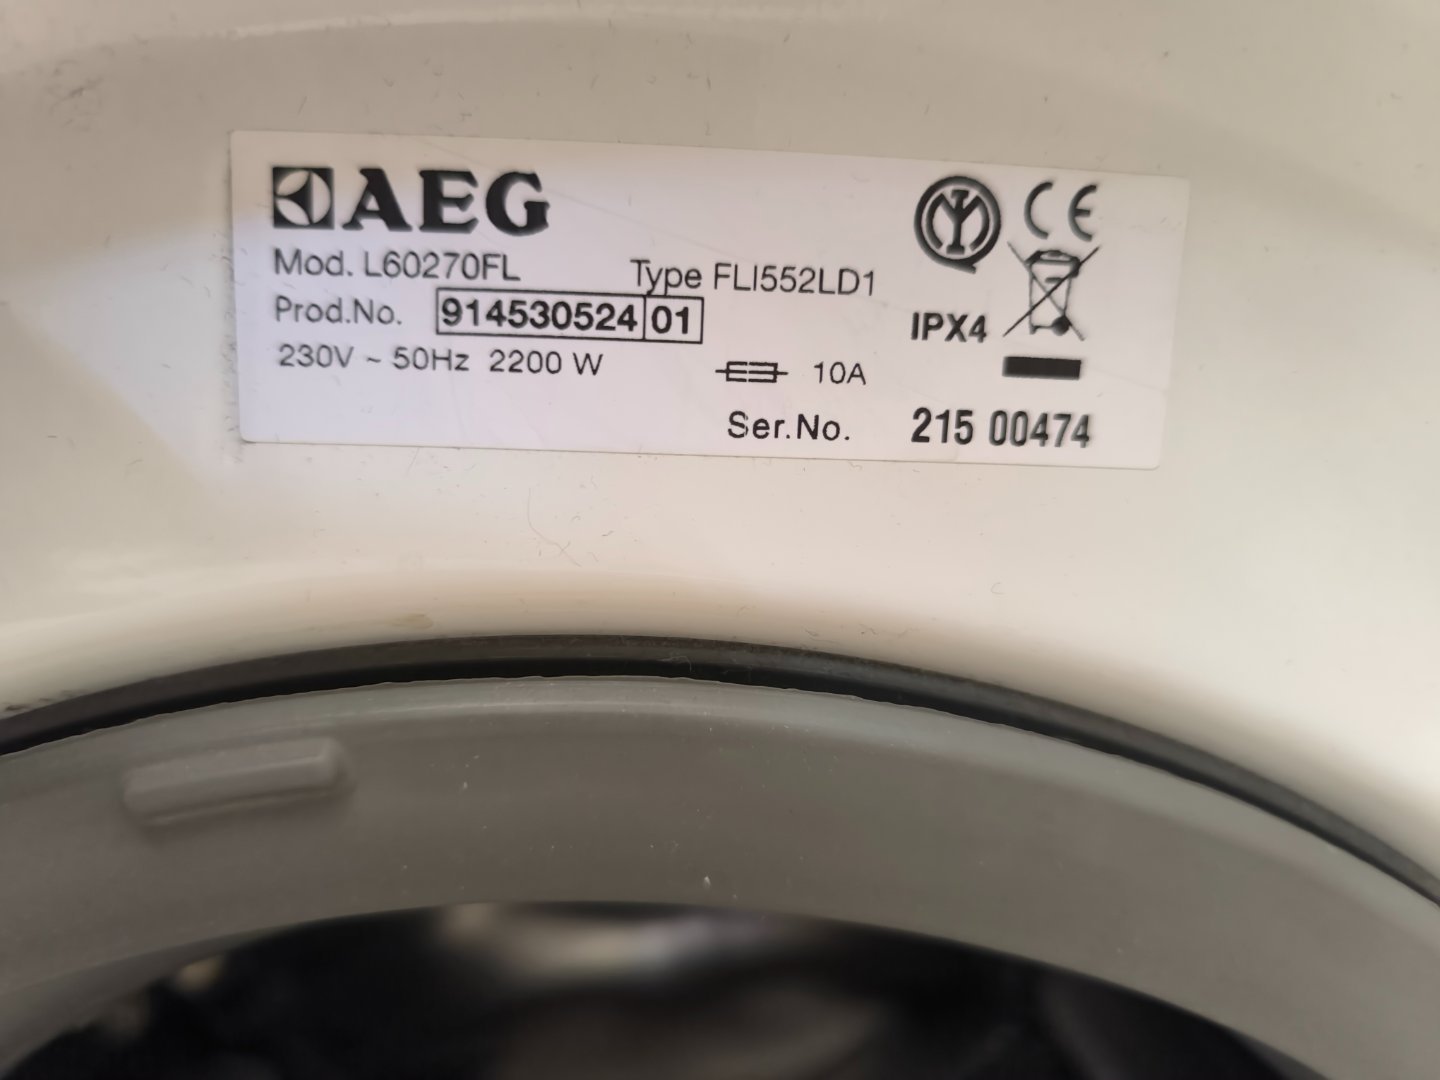 AEG
Mod. L60270FL Type FLI552LD1
Prod.No. 914530524 01
230V ~ 50Hz 2200 W 10A
IPX4
CE
Ser.No. 215 00474